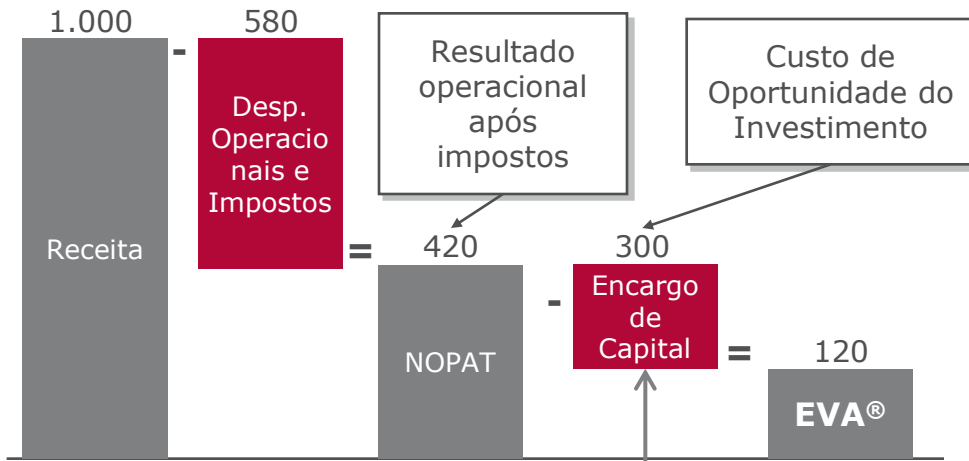 1.000
-
580
Desp.
Operacio
nais e
Impostos
Receita
Resultado
operacional
após
impostos
=
420
NOPAT
Custo de
Oportunidade do
Investimento
-
300
Encargo
de
Capital
=
120
EVA®